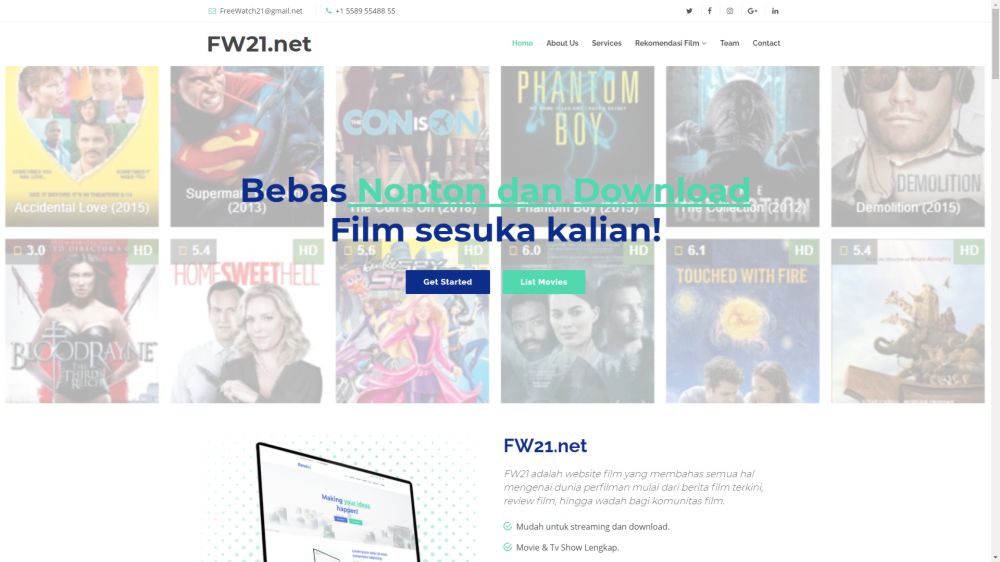 FreeWatch21@gmail.net
+1 5589 55488 55
FW21.net
Home
About Us
Services
Rekomendasi Film
Team
Contact
THE CON IS ON
PHANTOM
BOY
DEMOLITION
Accidental Love (2015)
(2013)
The Con Is On (2018)
Phantom Boy (2015)
The Collection (2012)
Demolition (2015)
Bebas Nonton dan Download
Film sesuka kalian!
3.0
HD
5.4
HD
5.6
HD
6.0
HD
6.1
HD
5.4
HD
BLOODRAYNE
THE THIRD REICH
HOME SWEET HELL
TOUCHED WITH FIRE
Get Started
List Movies
Making your ideas
happen!
FW21.net
FW21 adalah website film yang membahas semua hal
mengenai dunia perfilman mulai dari berita film terkini,
review film, hingga wadah bagi komunitas film.
Mudah untuk streaming dan download.
Movie & Tv Show Lengkap.